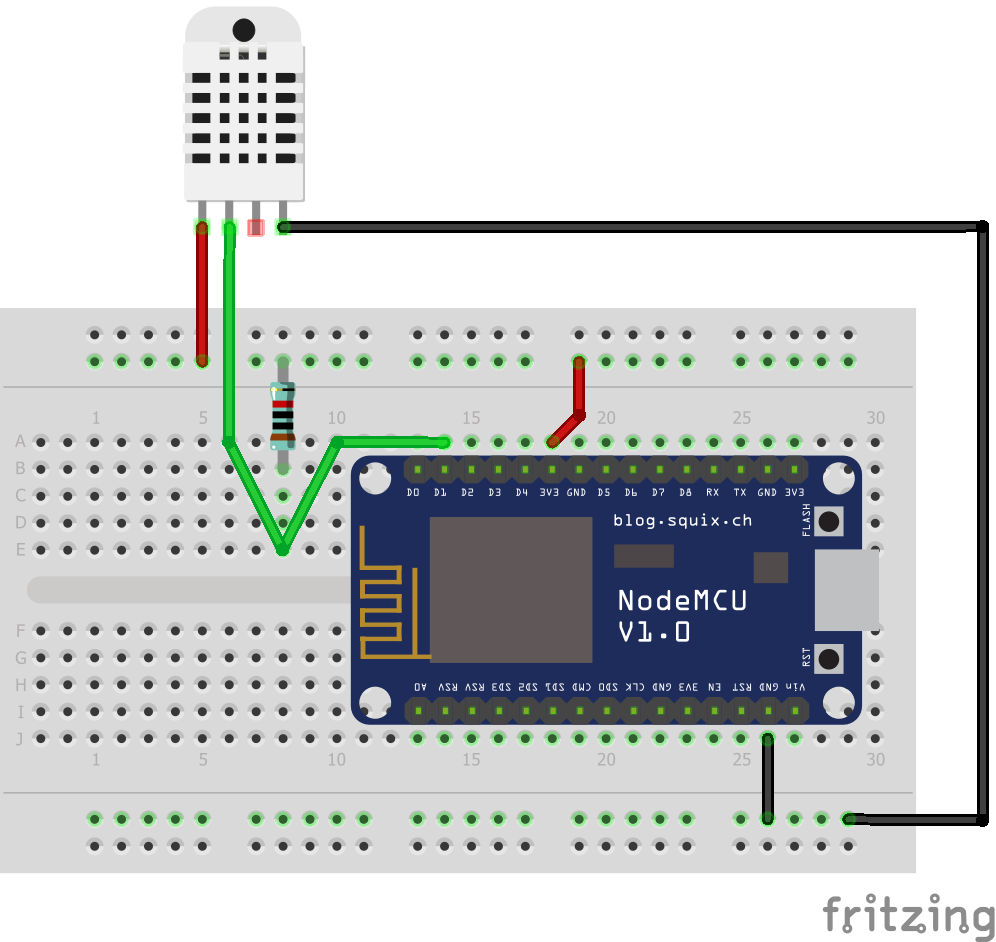 1 5 10 15 20 25 30
A
B
C
D
E
D0 D1 D2 D3 D4 3V3 GND D5 D6 D7 D8 RX TX GND 3V3
blog.squix.ch
FLASH
NodeMCU
V1.0
RST
F
G
H
I
J
A0 RSV RSV SD3 SD2 SD1 CMD SD0 CLK GND 3V3 EN RST GND Vin
1 5 10 15 20 25 30
fritzing